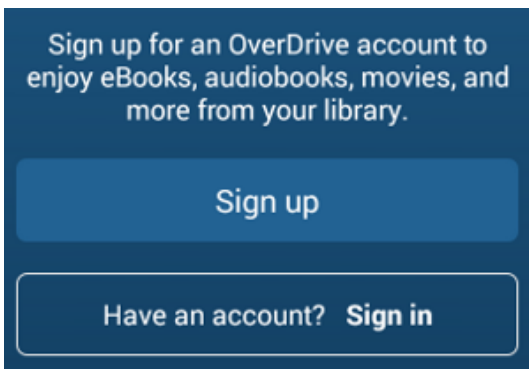 Sign up for an OverDrive account to
enjoy eBooks, audiobooks, movies, and
more from your library.
Sign up
Have an account? Sign in